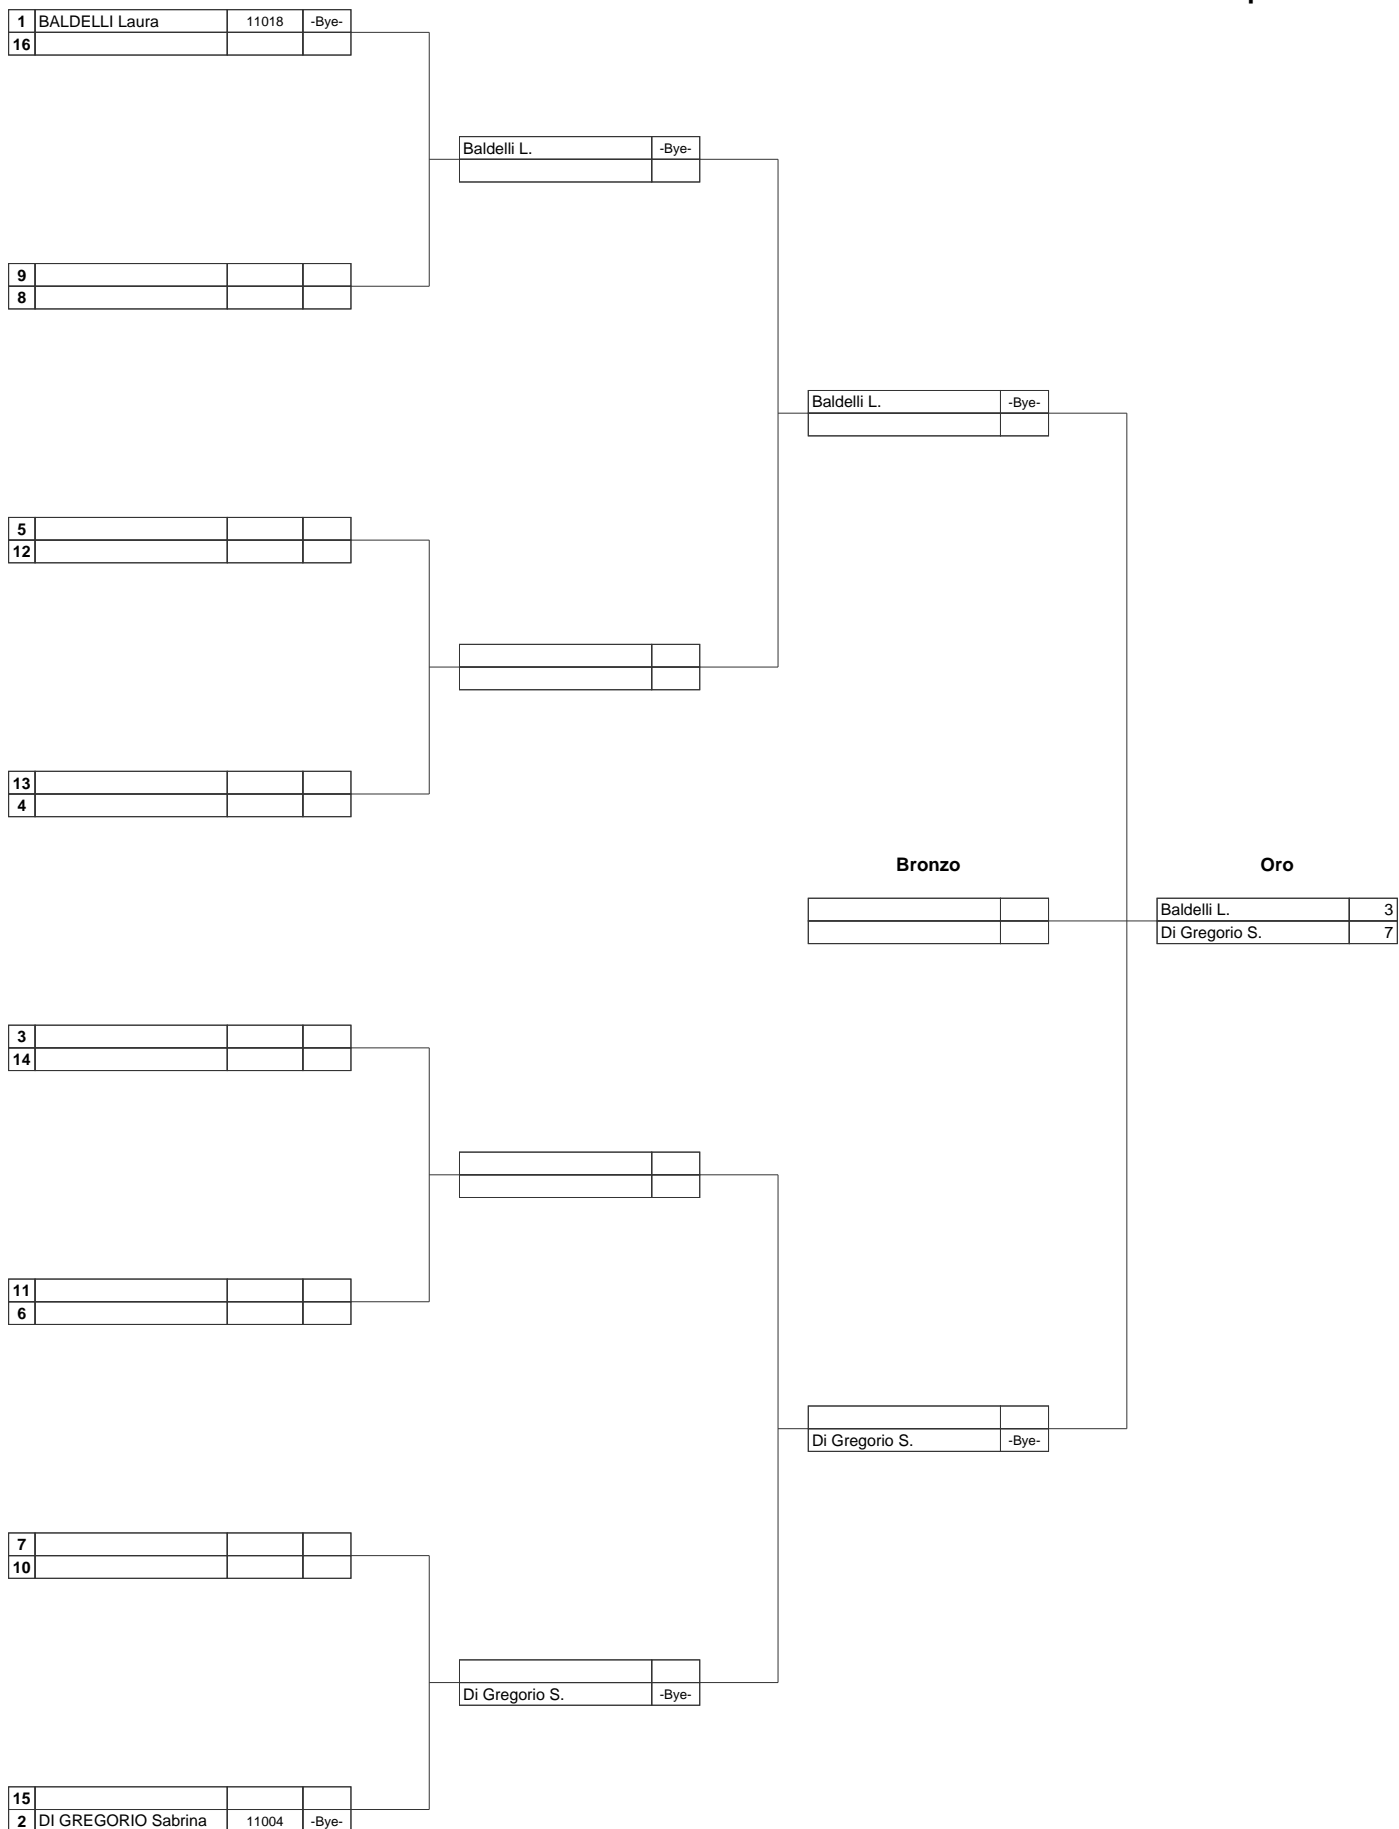 1 BALDELLI Laura 11018 -Bye-
16
Baldelli L. -Bye-
9
8
Baldelli L. -Bye-
5
12
13
4
Bronzo Oro
Baldelli L. 3
Di Gregorio S. 7
3
14
11
6
Di Gregorio S. -Bye-
7
10
Di Gregorio S. -Bye-
15
2 DI GREGORIO Sabrina 11004 -Bye-